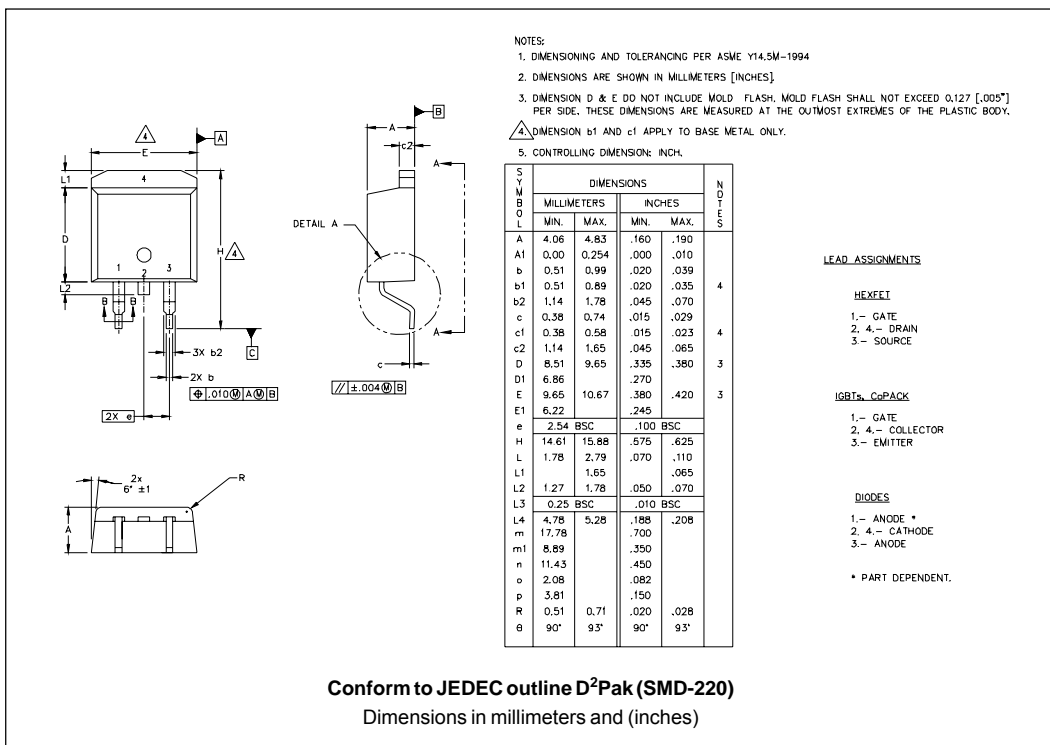 NOTES:
1. DIMENSIONING AND TOLERANCING PER ASME Y14.5M-1994
2. DIMENSIONS ARE SHOWN IN MILLIMETERS [INCHES].
3. DIMENSION D & E DO NOT INCLUDE MOLD FLASH. MOLD FLASH SHALL NOT EXCEED 0.127 [.005"]
PER SIDE. THESE DIMENSIONS ARE MEASURED AT THE OUTMOST EXTREMES OF THE PLASTIC BODY.
4. DIMENSION b1 AND c1 APPLY TO BASE METAL ONLY.
5. CONTROLLING DIMENSION: INCH.
4
E
A
L1
4
D
H 4
1 2 3
L2
B B
C
3X b2
2X b
⌖ .010 Ⓜ A Ⓜ B
2X e
B
A
c2
A
DETAIL A
A
c
// ±.004 Ⓜ B
2x
6° ±1
R
A
SYMBOL DIMENSIONS NOTES
MILLIMETERS INCHES
MIN. MAX. MIN. MAX.
A 4.06 4.83 .160 .190
A1 0.00 0.254 .000 .010
b 0.51 0.99 .020 .039
b1 0.51 0.89 .020 .035 4
b2 1.14 1.78 .045 .070
c 0.38 0.74 .015 .029
c1 0.38 0.58 .015 .023 4
c2 1.14 1.65 .045 .065
D 8.51 9.65 .335 .380 3
D1 6.86 .270
E 9.65 10.67 .380 .420 3
E1 6.22 .245
e 2.54 BSC .100 BSC
H 14.61 15.88 .575 .625
L 1.78 2.79 .070 .110
L1 1.65 .065
L2 1.27 1.78 .050 .070
L3 0.25 BSC .010 BSC
L4 4.78 5.28 .188 .208
m 17.78 .700
m1 8.89 .350
n 11.43 .450
o 2.08 .082
p 3.81 .150
R 0.51 0.71 .020 .028
θ 90° 93° 90° 93°
LEAD ASSIGNMENTS
HEXFET
1.- GATE
2, 4.- DRAIN
3.- SOURCE
IGBTs, CoPACK
1.- GATE
2, 4.- COLLECTOR
3.- EMITTER
DIODES
1.- ANODE *
2, 4.- CATHODE
3.- ANODE
* PART DEPENDENT.
Conform to JEDEC outline D²Pak (SMD-220)
Dimensions in millimeters and (inches)